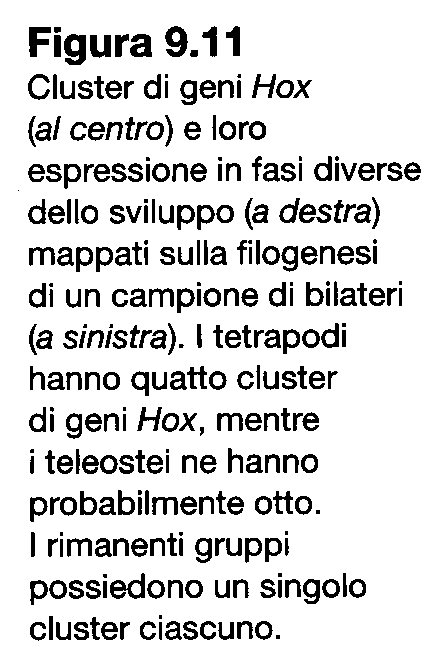 Figura 9.11
Cluster di geni Hox
(al centro) e loro
espressione in fasi diverse
dello sviluppo (a destra)
mappati sulla filogenesi
di un campione di bilateri
(a sinistra). I tetrapodi
hanno quatto cluster
di geni Hox, mentre
i teleostei ne hanno
probabilmente otto.
I rimanenti gruppi
possiedono un singolo
cluster ciascuno.